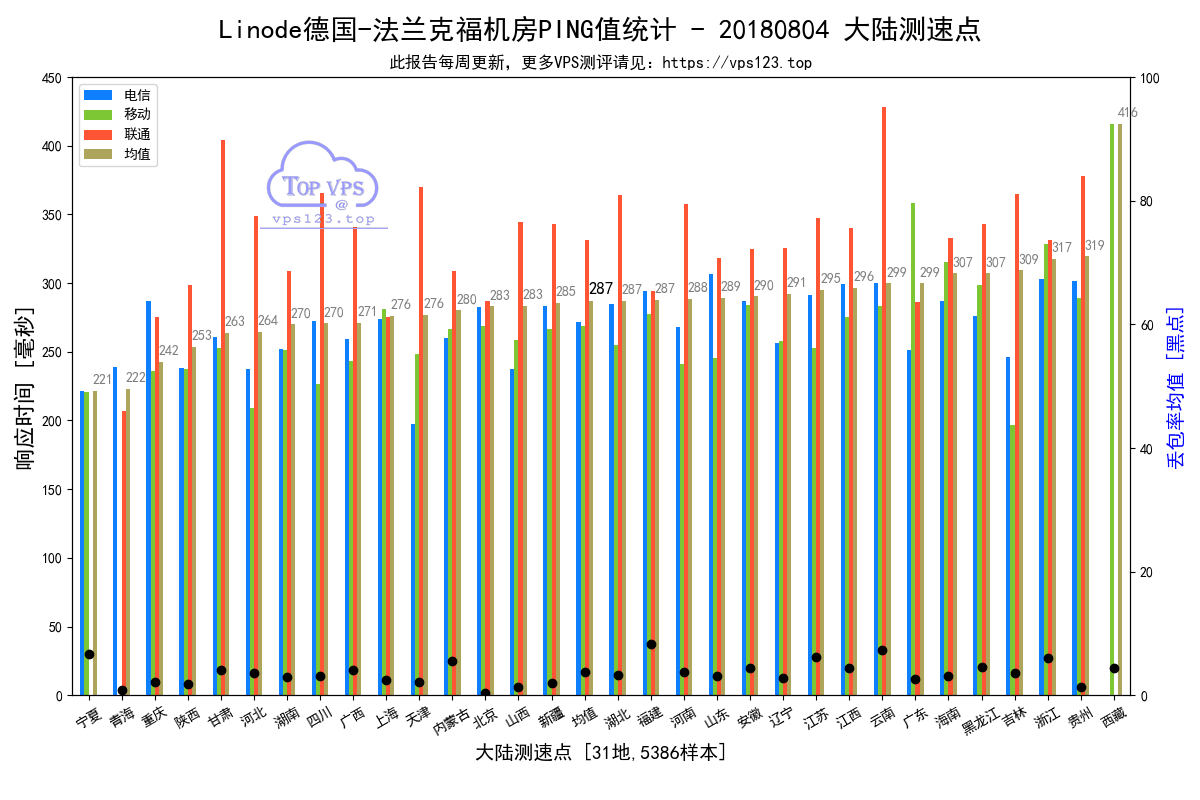 Linode德国-法兰克福机房PING值统计 - 20180804 大陆测速点
此报告每周更新，更多VPS测评请见：https://vps123.top
电信
移动
联通
均值
TOP VPS
@
vps123.top
响应时间 [毫秒]
450
400
350
300
250
200
150
100
50
0
221
222
242
253
263
264
270
270
271
276
276
280
283
283
285
287
287
287
288
289
290
291
295
296
299
299
307
307
309
317
319
416
100
80
60
40
20
0
丢包率均值 [黑点]
宁夏
青海
重庆
陕西
甘肃
河北
湖南
四川
广西
上海
天津
内蒙古
北京
山西
新疆
均值
湖北
福建
河南
山东
安徽
辽宁
江苏
江西
云南
广东
海南
黑龙江
吉林
浙江
贵州
西藏
大陆测速点 [31地,5386样本]